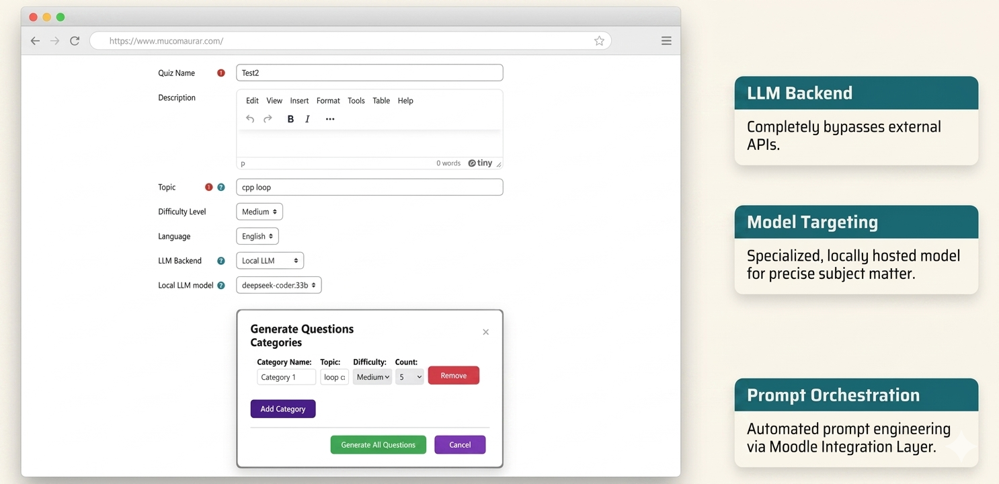 https://www.mucomaurar.com/
Quiz Name
Test2
Description
Edit View Insert Format Tools Table Help
B I
p
0 words tiny
Topic
cpp loop
Difficulty Level
Medium
Language
English
LLM Backend
Local LLM
Local LLM model
deepseek-coder.33b
Generate Questions
Categories
Category Name: Topic: Difficulty: Count:
Category 1 loop c: Medium 5 Remove
Add Category
Generate All Questions Cancel
LLM Backend
Completely bypasses external
APIs.
Model Targeting
Specialized, locally hosted model
for precise subject matter.
Prompt Orchestration
Automated prompt engineering
via Moodle Integration Layer.